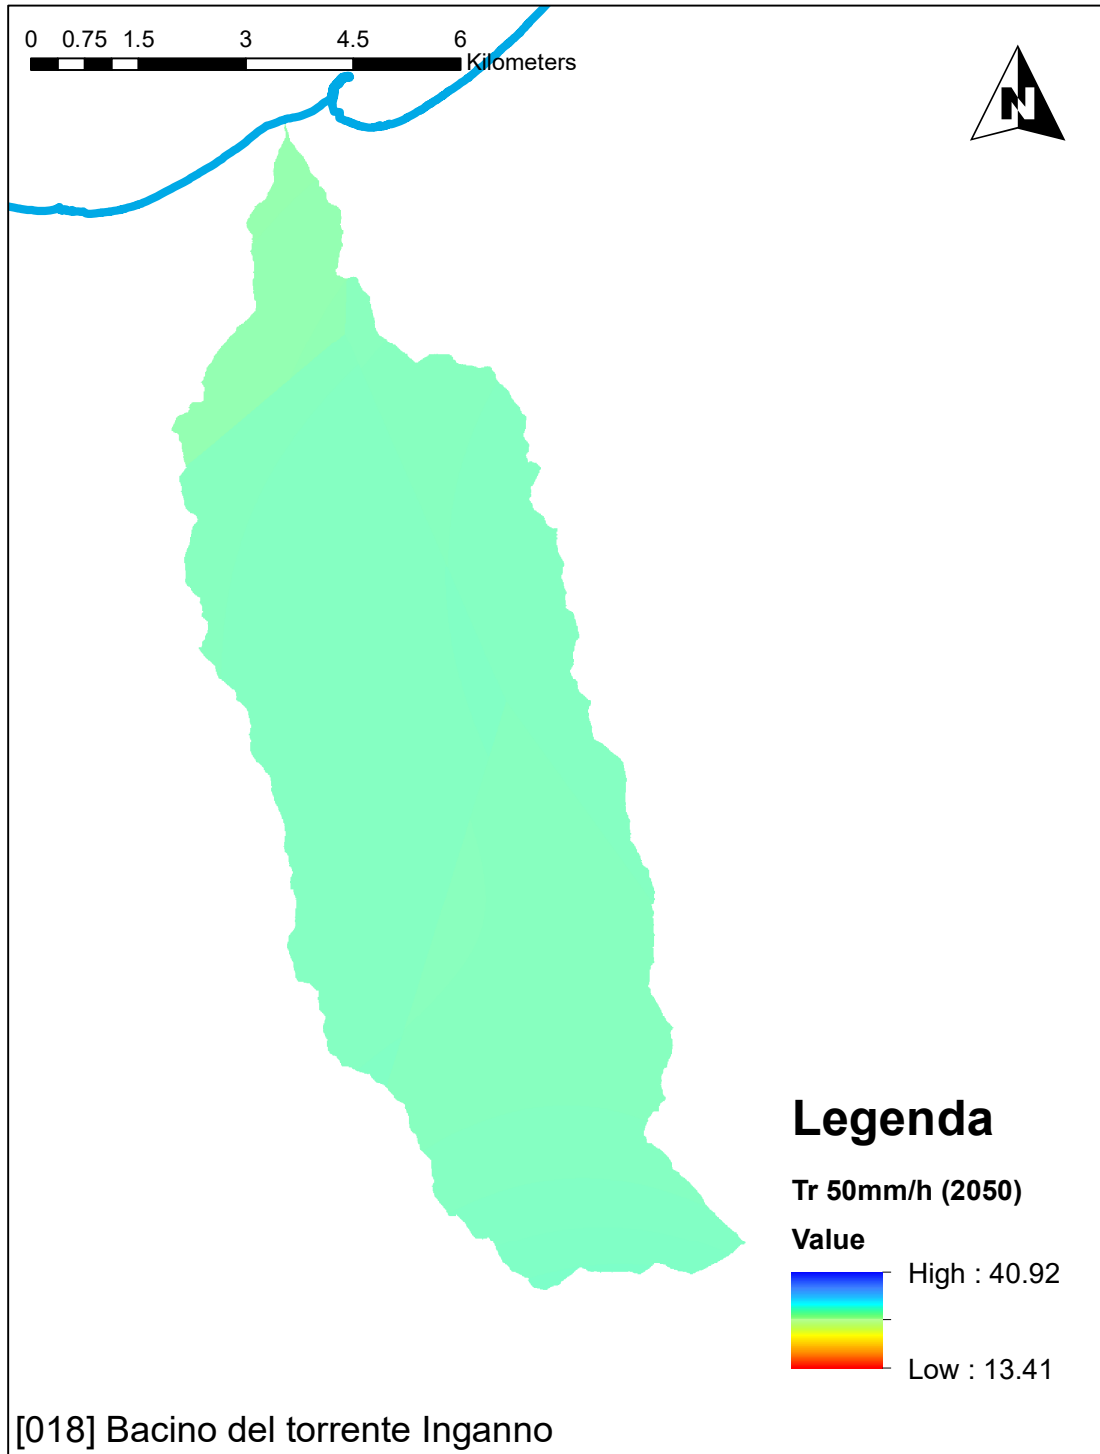 0 0.75 1.5 3 4.5 6
Kilometers
N
Legenda
Tr 50mm/h (2050)
Value
High : 40.92
Low : 13.41
[018] Bacino del torrente Inganno